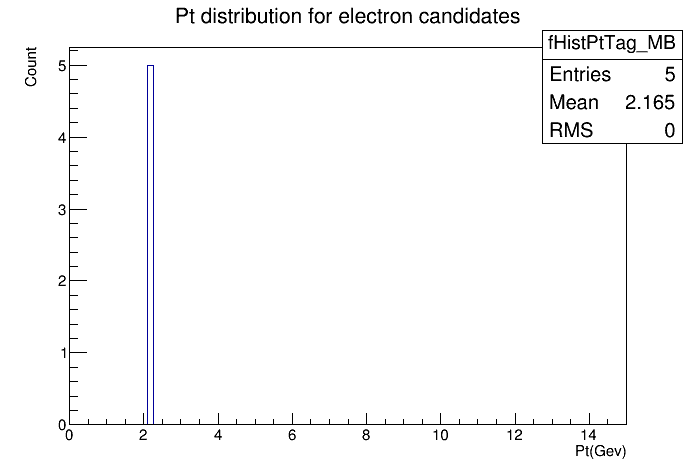 Pt distribution for electron candidates
fHistPtTag_MB
Entries 5
Mean 2.165
RMS 0
Count
5
4
3
2
1
0
0 2 4 6 8 10 12 14
Pt(Gev)